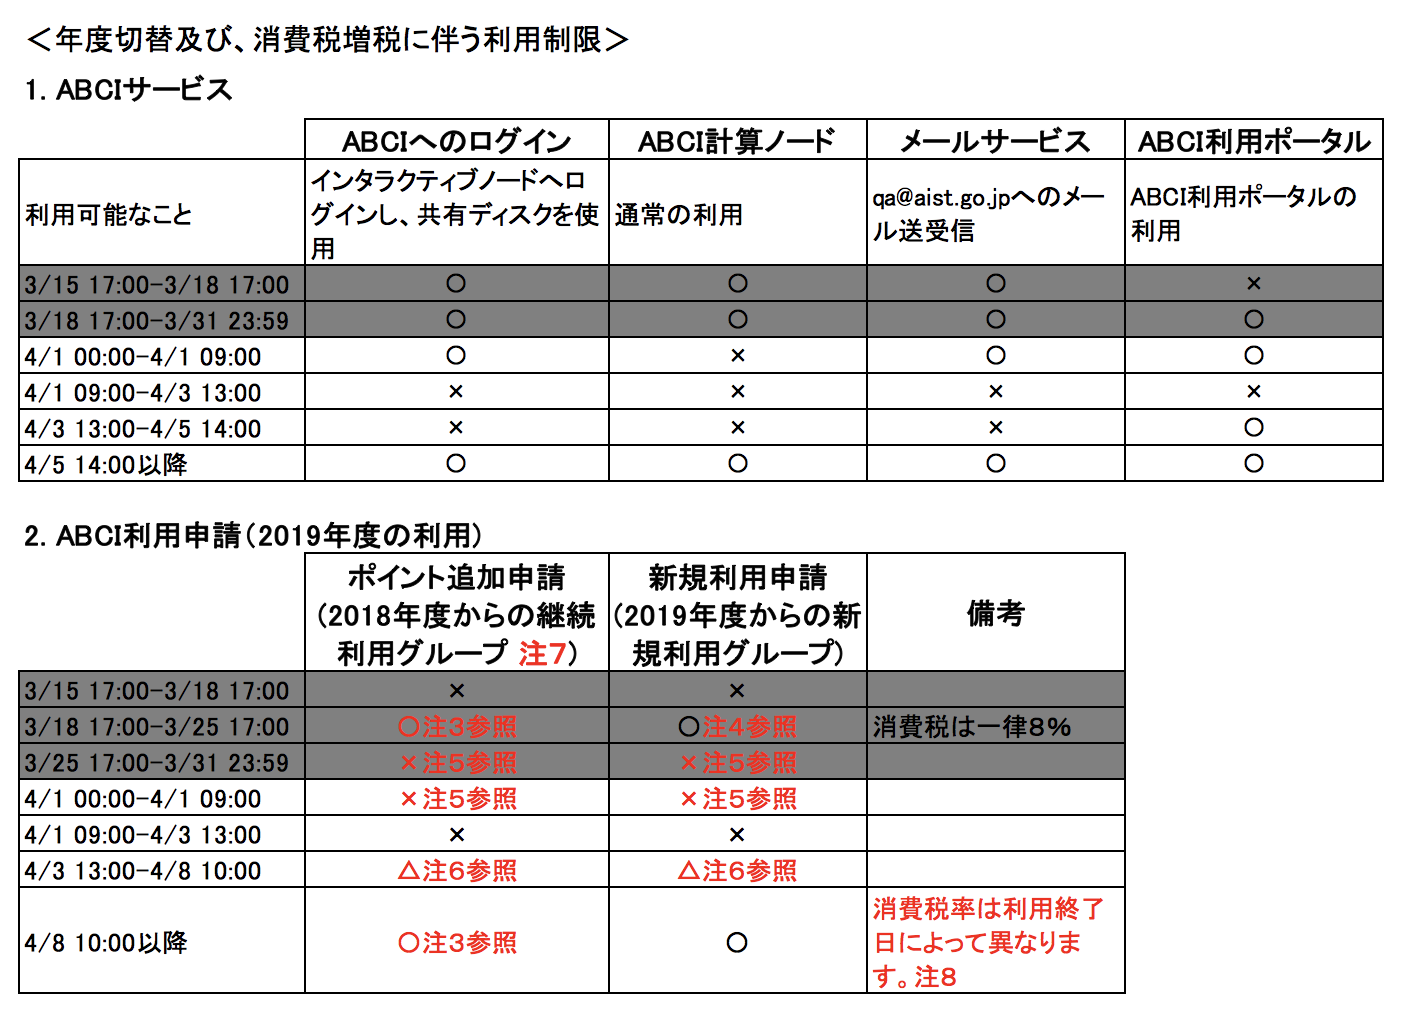 ＜年度切替及び、消費税増税に伴う利用制限＞
1. ABCIサービス
ABCIへのログイン ABCI計算ノード メールサービス ABCI利用ポータル
利用可能なこと インタラクティブノードへロ
グインし、共有ディスクを使
用 通常の利用 qa@aist.go.jpへのメー
ル送受信 ABCI利用ポータルの
利用
3/15 17:00-3/18 17:00 ○ ○ ○ ×
3/18 17:00-3/31 23:59 ○ ○ ○ ○
4/1 00:00-4/1 09:00 ○ × ○ ○
4/1 09:00-4/3 13:00 × × × ×
4/3 13:00-4/5 14:00 × × × ○
4/5 14:00以降 ○ ○ ○ ○
2. ABCI利用申請（2019年度の利用）
ポイント追加申請
（2018年度からの継続
利用グループ 注７）
新規利用申請
（2019年度からの新
規利用グループ）
備考
3/15 17:00-3/18 17:00 × ×
3/18 17:00-3/25 17:00 ○注３参照 ○注４参照 消費税は一律８％
3/25 17:00-3/31 23:59 ×注５参照 ×注５参照
4/1 00:00-4/1 09:00 ×注５参照 ×注５参照
4/1 09:00-4/3 13:00 × ×
4/3 13:00-4/8 10:00 △注６参照 △注６参照
4/8 10:00以降 ○注３参照 ○ 消費税率は利用終了
日によって異なりま
す。注８